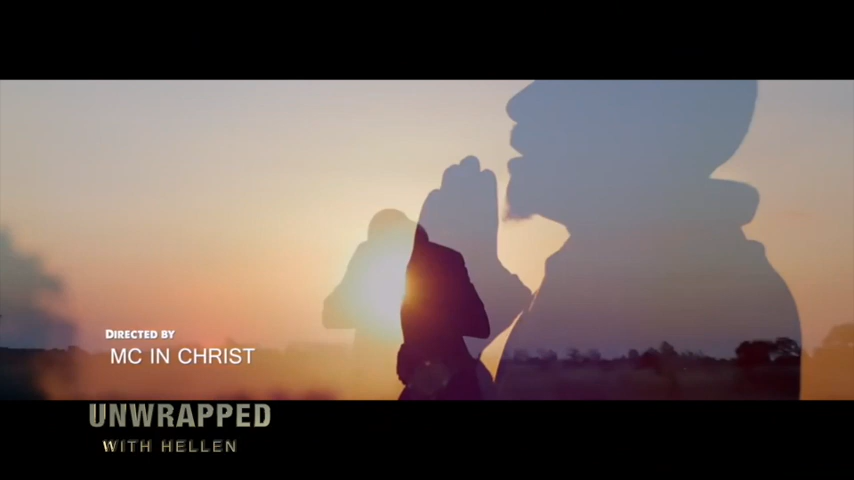 DIRECTED BY
MC IN CHRIST
UNWRAPPED
WITH HELLEN